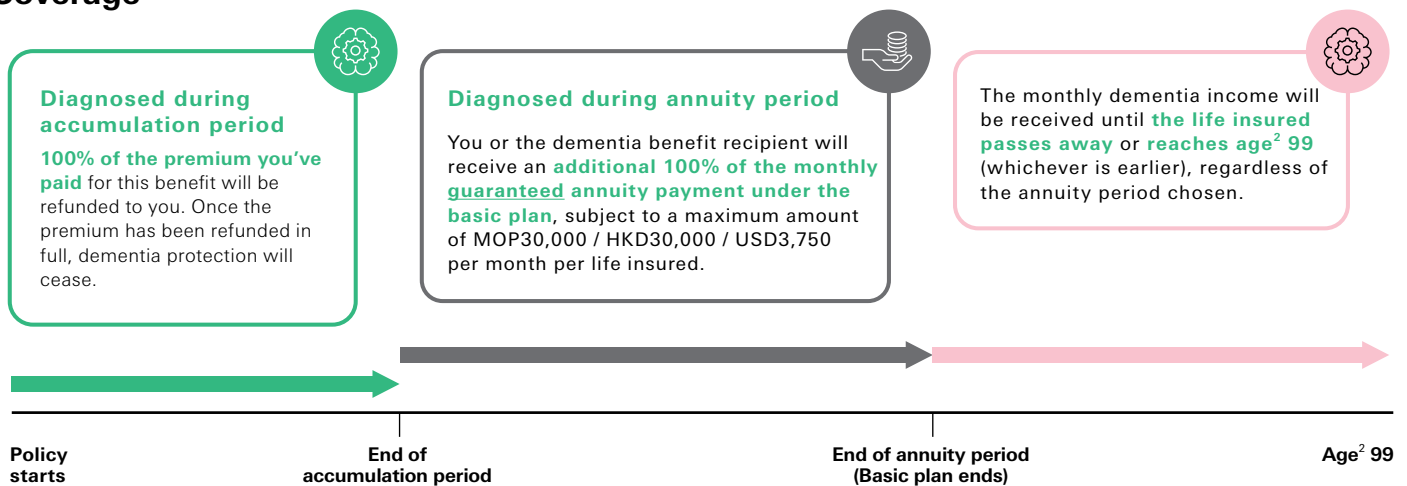 Coverage
Diagnosed during
accumulation period
100% of the premium you've
paid for this benefit will be
refunded to you. Once the
premium has been refunded in
full, dementia protection will
cease.
Diagnosed during annuity period
You or the dementia benefit recipient will
receive an additional 100% of the monthly
guaranteed annuity payment under the
basic plan, subject to a maximum amount
of MOP30,000 / HKD30,000 / USD3,750
per month per life insured.
The monthly dementia income will
be received until the life insured
passes away or reaches age² 99
(whichever is earlier), regardless of
the annuity period chosen.
Policy
starts
End of
accumulation period
End of annuity period
(Basic plan ends)
Age² 99